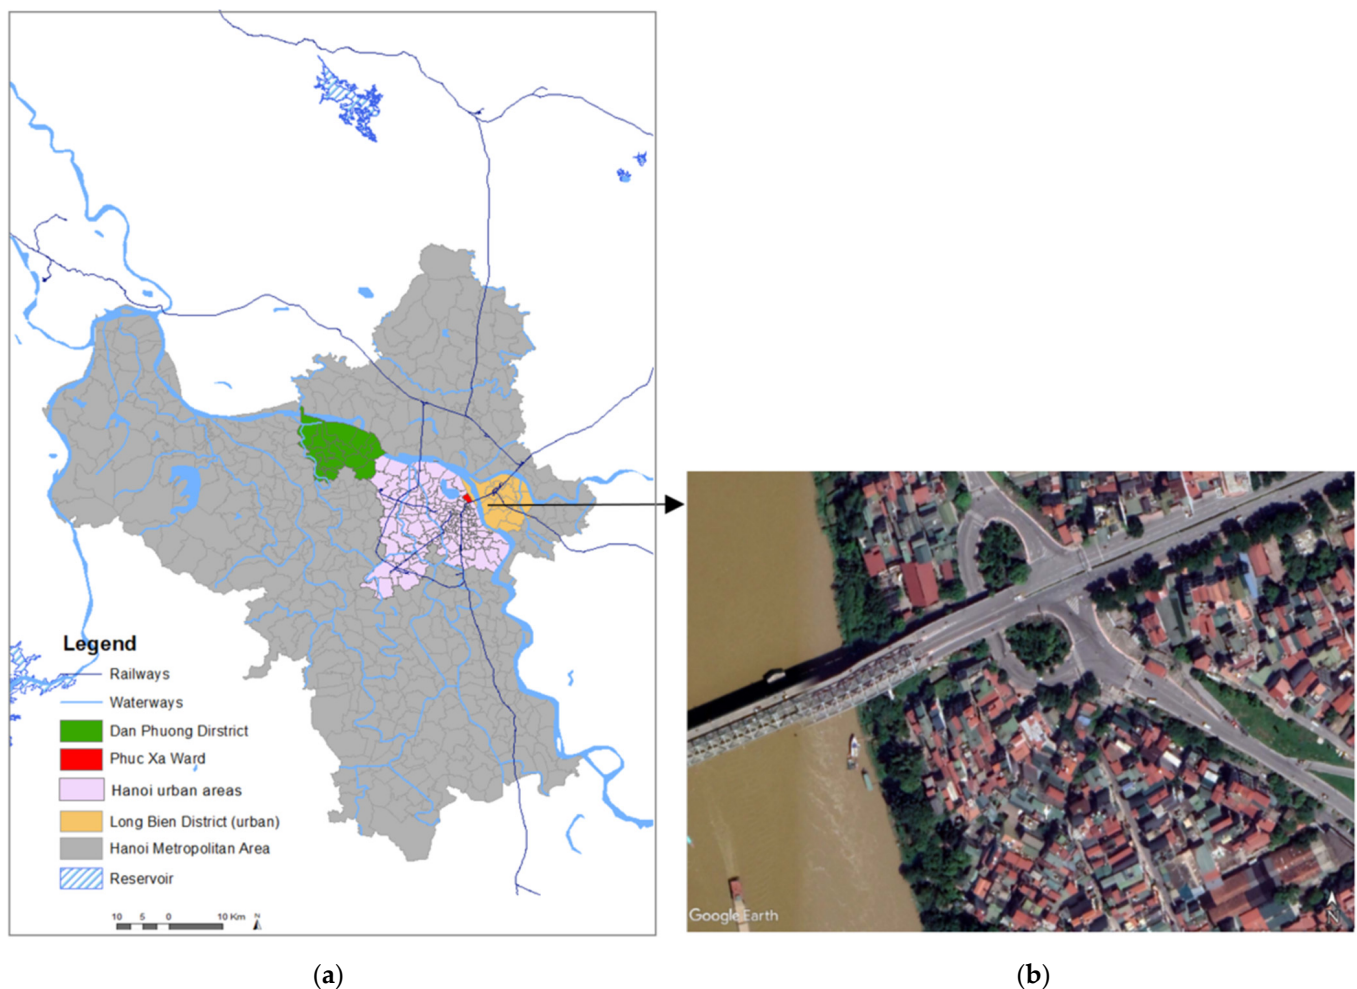 Legend
Railways
Waterways
Dan Phuong Dirstrict
Phuc Xa Ward
Hanoi urban areas
Long Bien District (urban)
Hanoi Metropolitan Area
Reservoir
10 5 0 10 Km N
Google Earth
N
(a)
(b)